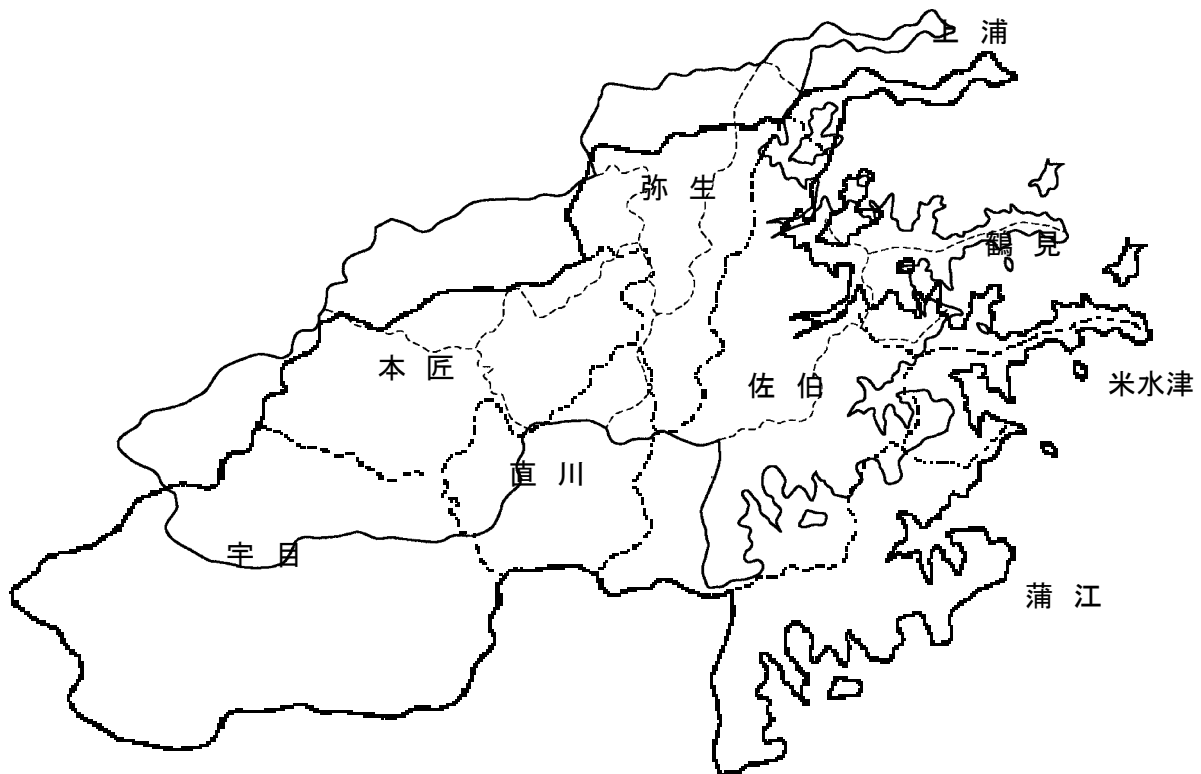 上 浦
弥 生
鶴 見
本 匠
佐 伯
米水津
直 川
宇 目
蒲 江